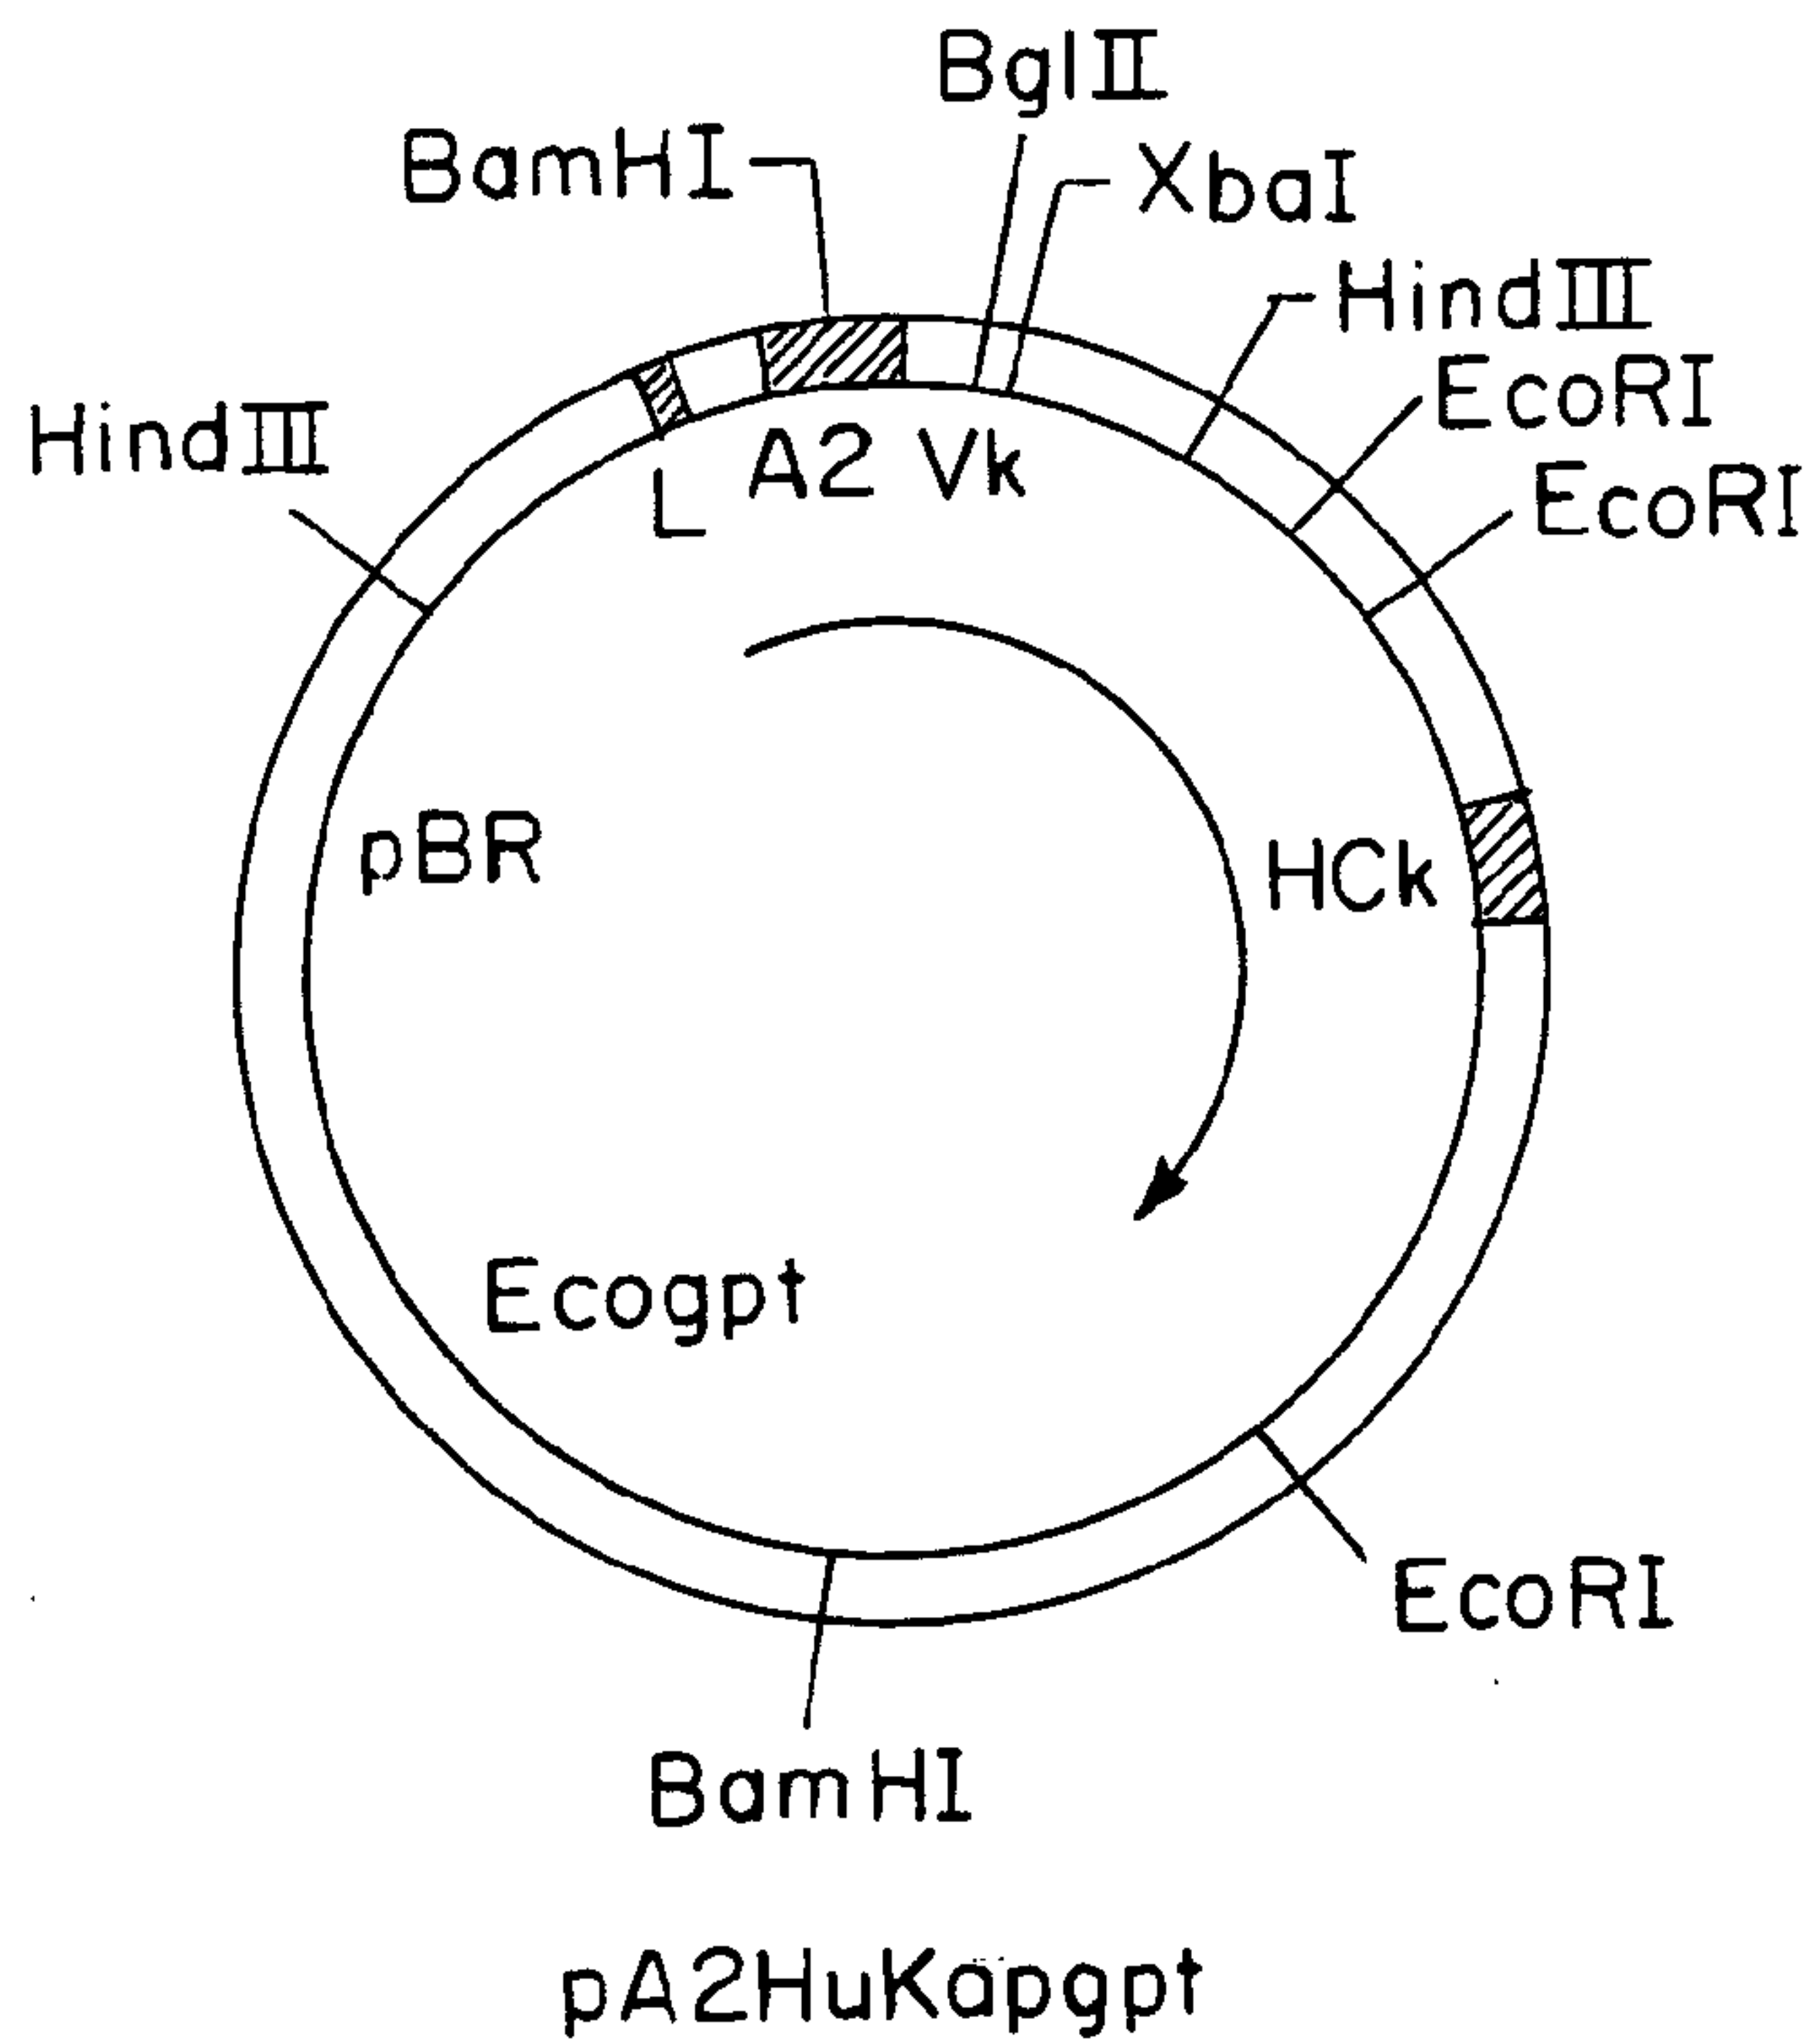 BglII
BamHI
XbaI
HindIII
EcoRI
HindIII
EcoRI
A2 Vk
L
pBR
HCk
Ecogpt
EcoRI
BamHI
pA2HuKapgpt